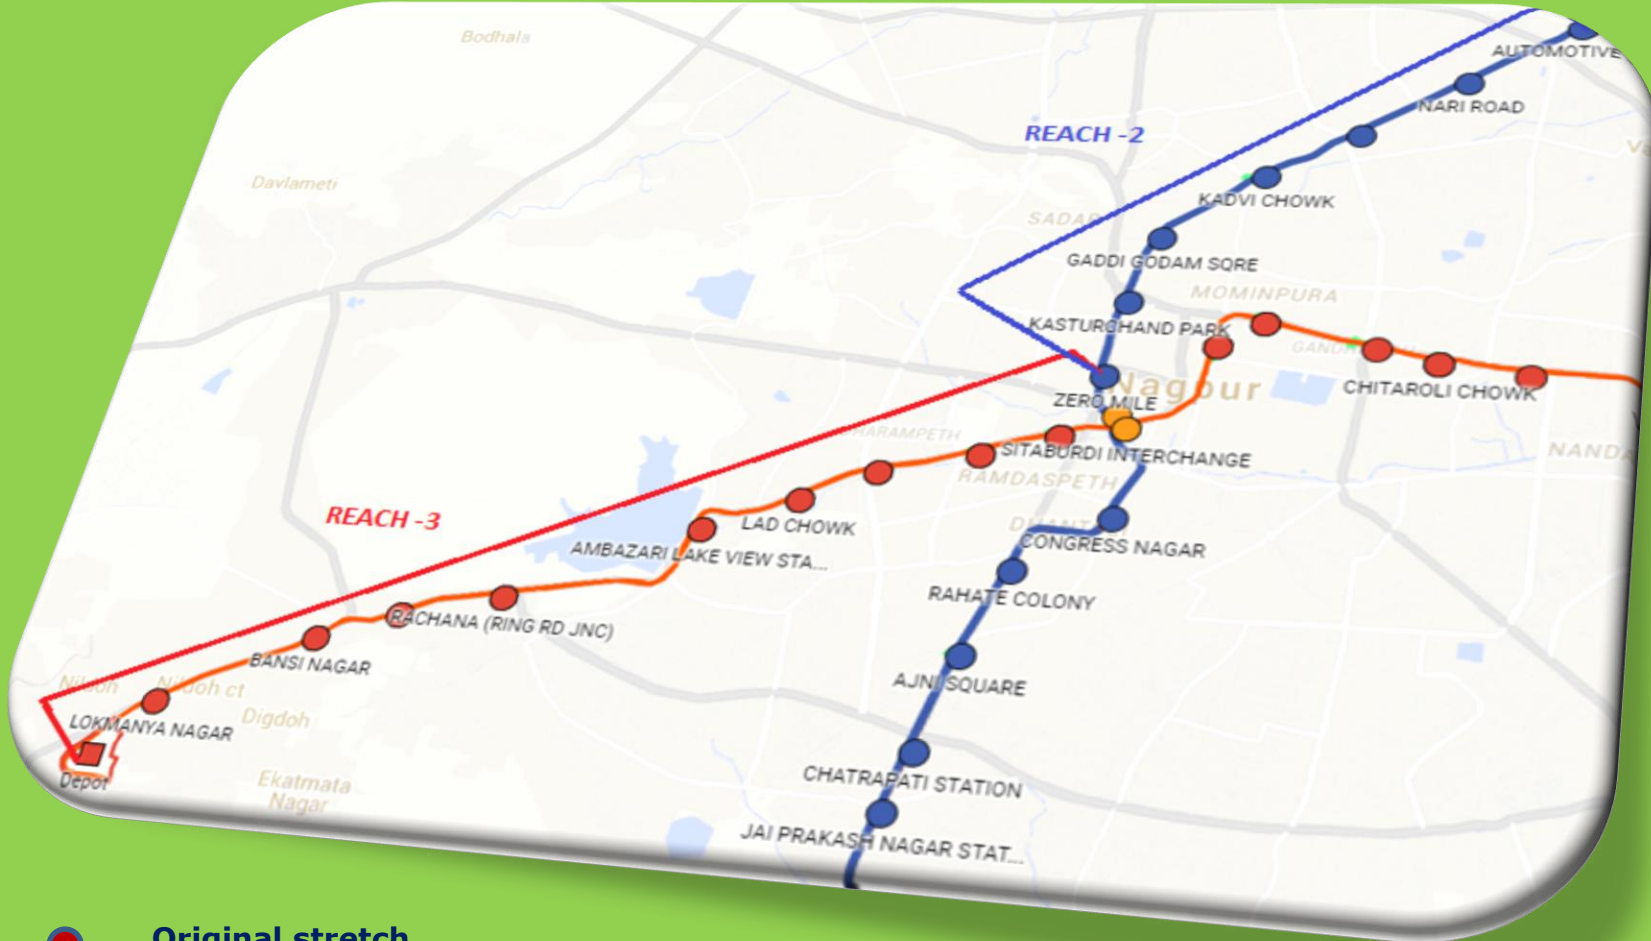 Bodhala
AUTOMOTIVE
NARI ROAD
REACH -2
Davlameti
KADVI CHOWK
SADAR
GADDI GODAM SQRE
MOMINPURA
KASTURCHAND PARK
CHITAROLI CHOWK
Nagpur
ZERO MILE
DHARAMPETH
SITABURDI INTERCHANGE
NANDA
RAMDASPETH
REACH -3
LAD CHOWK
CONGRESS NAGAR
AMBAZARI LAKE VIEW STA...
RAHATE COLONY
RACHANA (RING RD JNC)
BANSI NAGAR
AJNI SQUARE
Nildoh
Nildoh ct
Digdoh
LOKMANYA NAGAR
Depot
Ekatmata
Nagar
CHATRAPATI STATION
JAI PRAKASH NAGAR STAT...
Original stretch